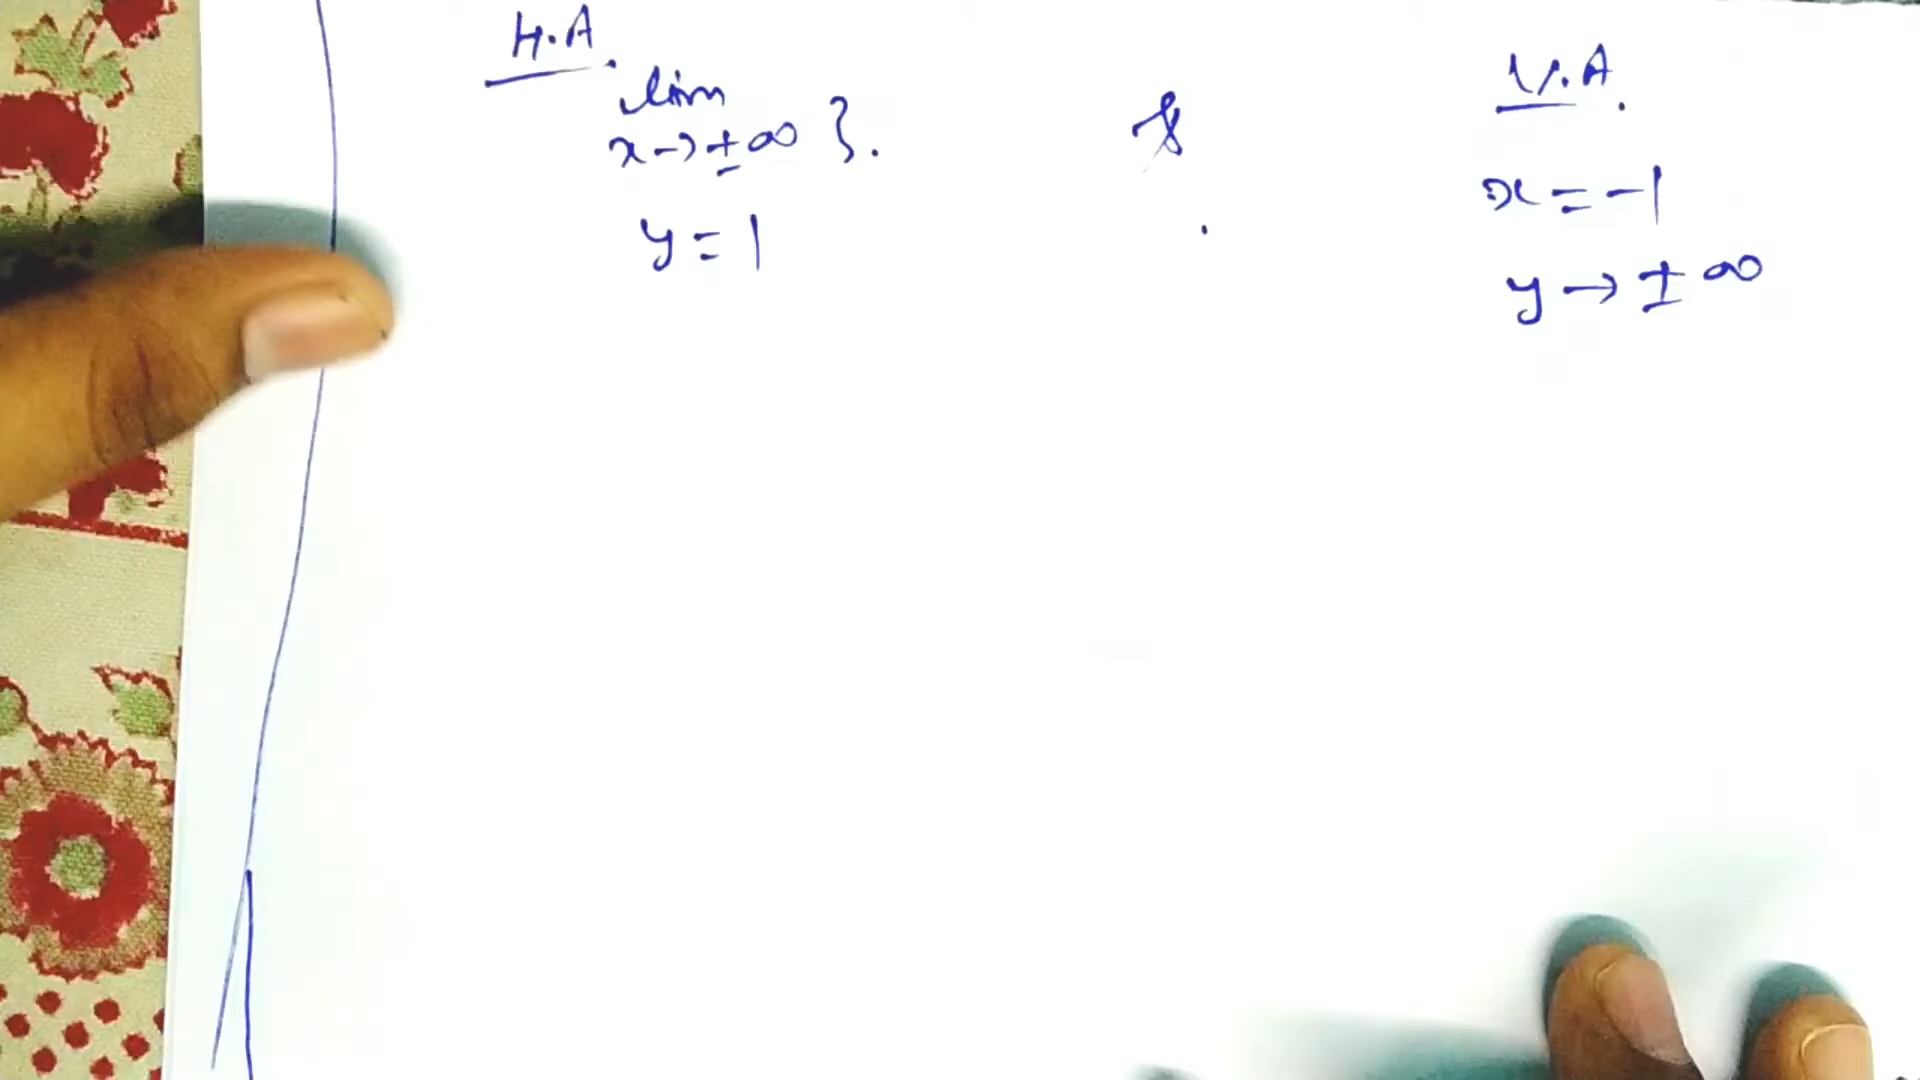 H.A.
lim
x→±∞ }.
y = 1
&
V.A.
x = -1
y → ±∞